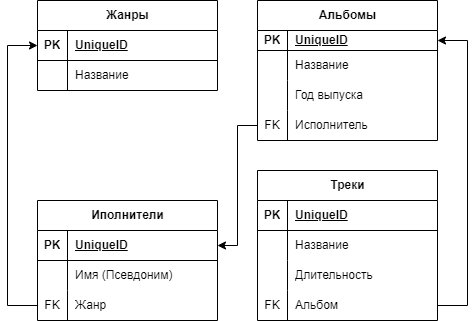 Жанры
PK UniqueID
Название
Альбомы
PK UniqueID
Название
Год выпуска
FK Исполнитель
Иполнители
PK UniqueID
Имя (Псевдоним)
FK Жанр
Треки
PK UniqueID
Название
Длительность
FK Альбом